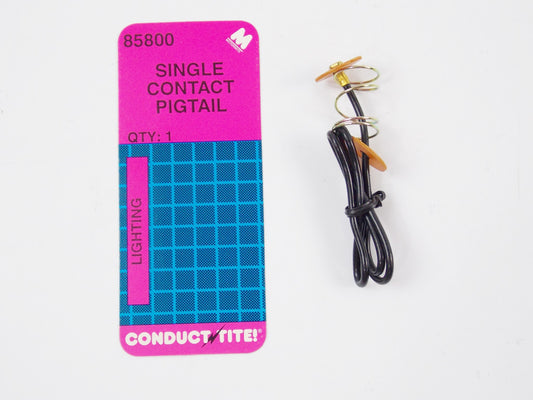 85800
M
SINGLE
CONTACT
PIGTAIL
QTY: 1
LIGHTING
CONDUCT-TITE!®